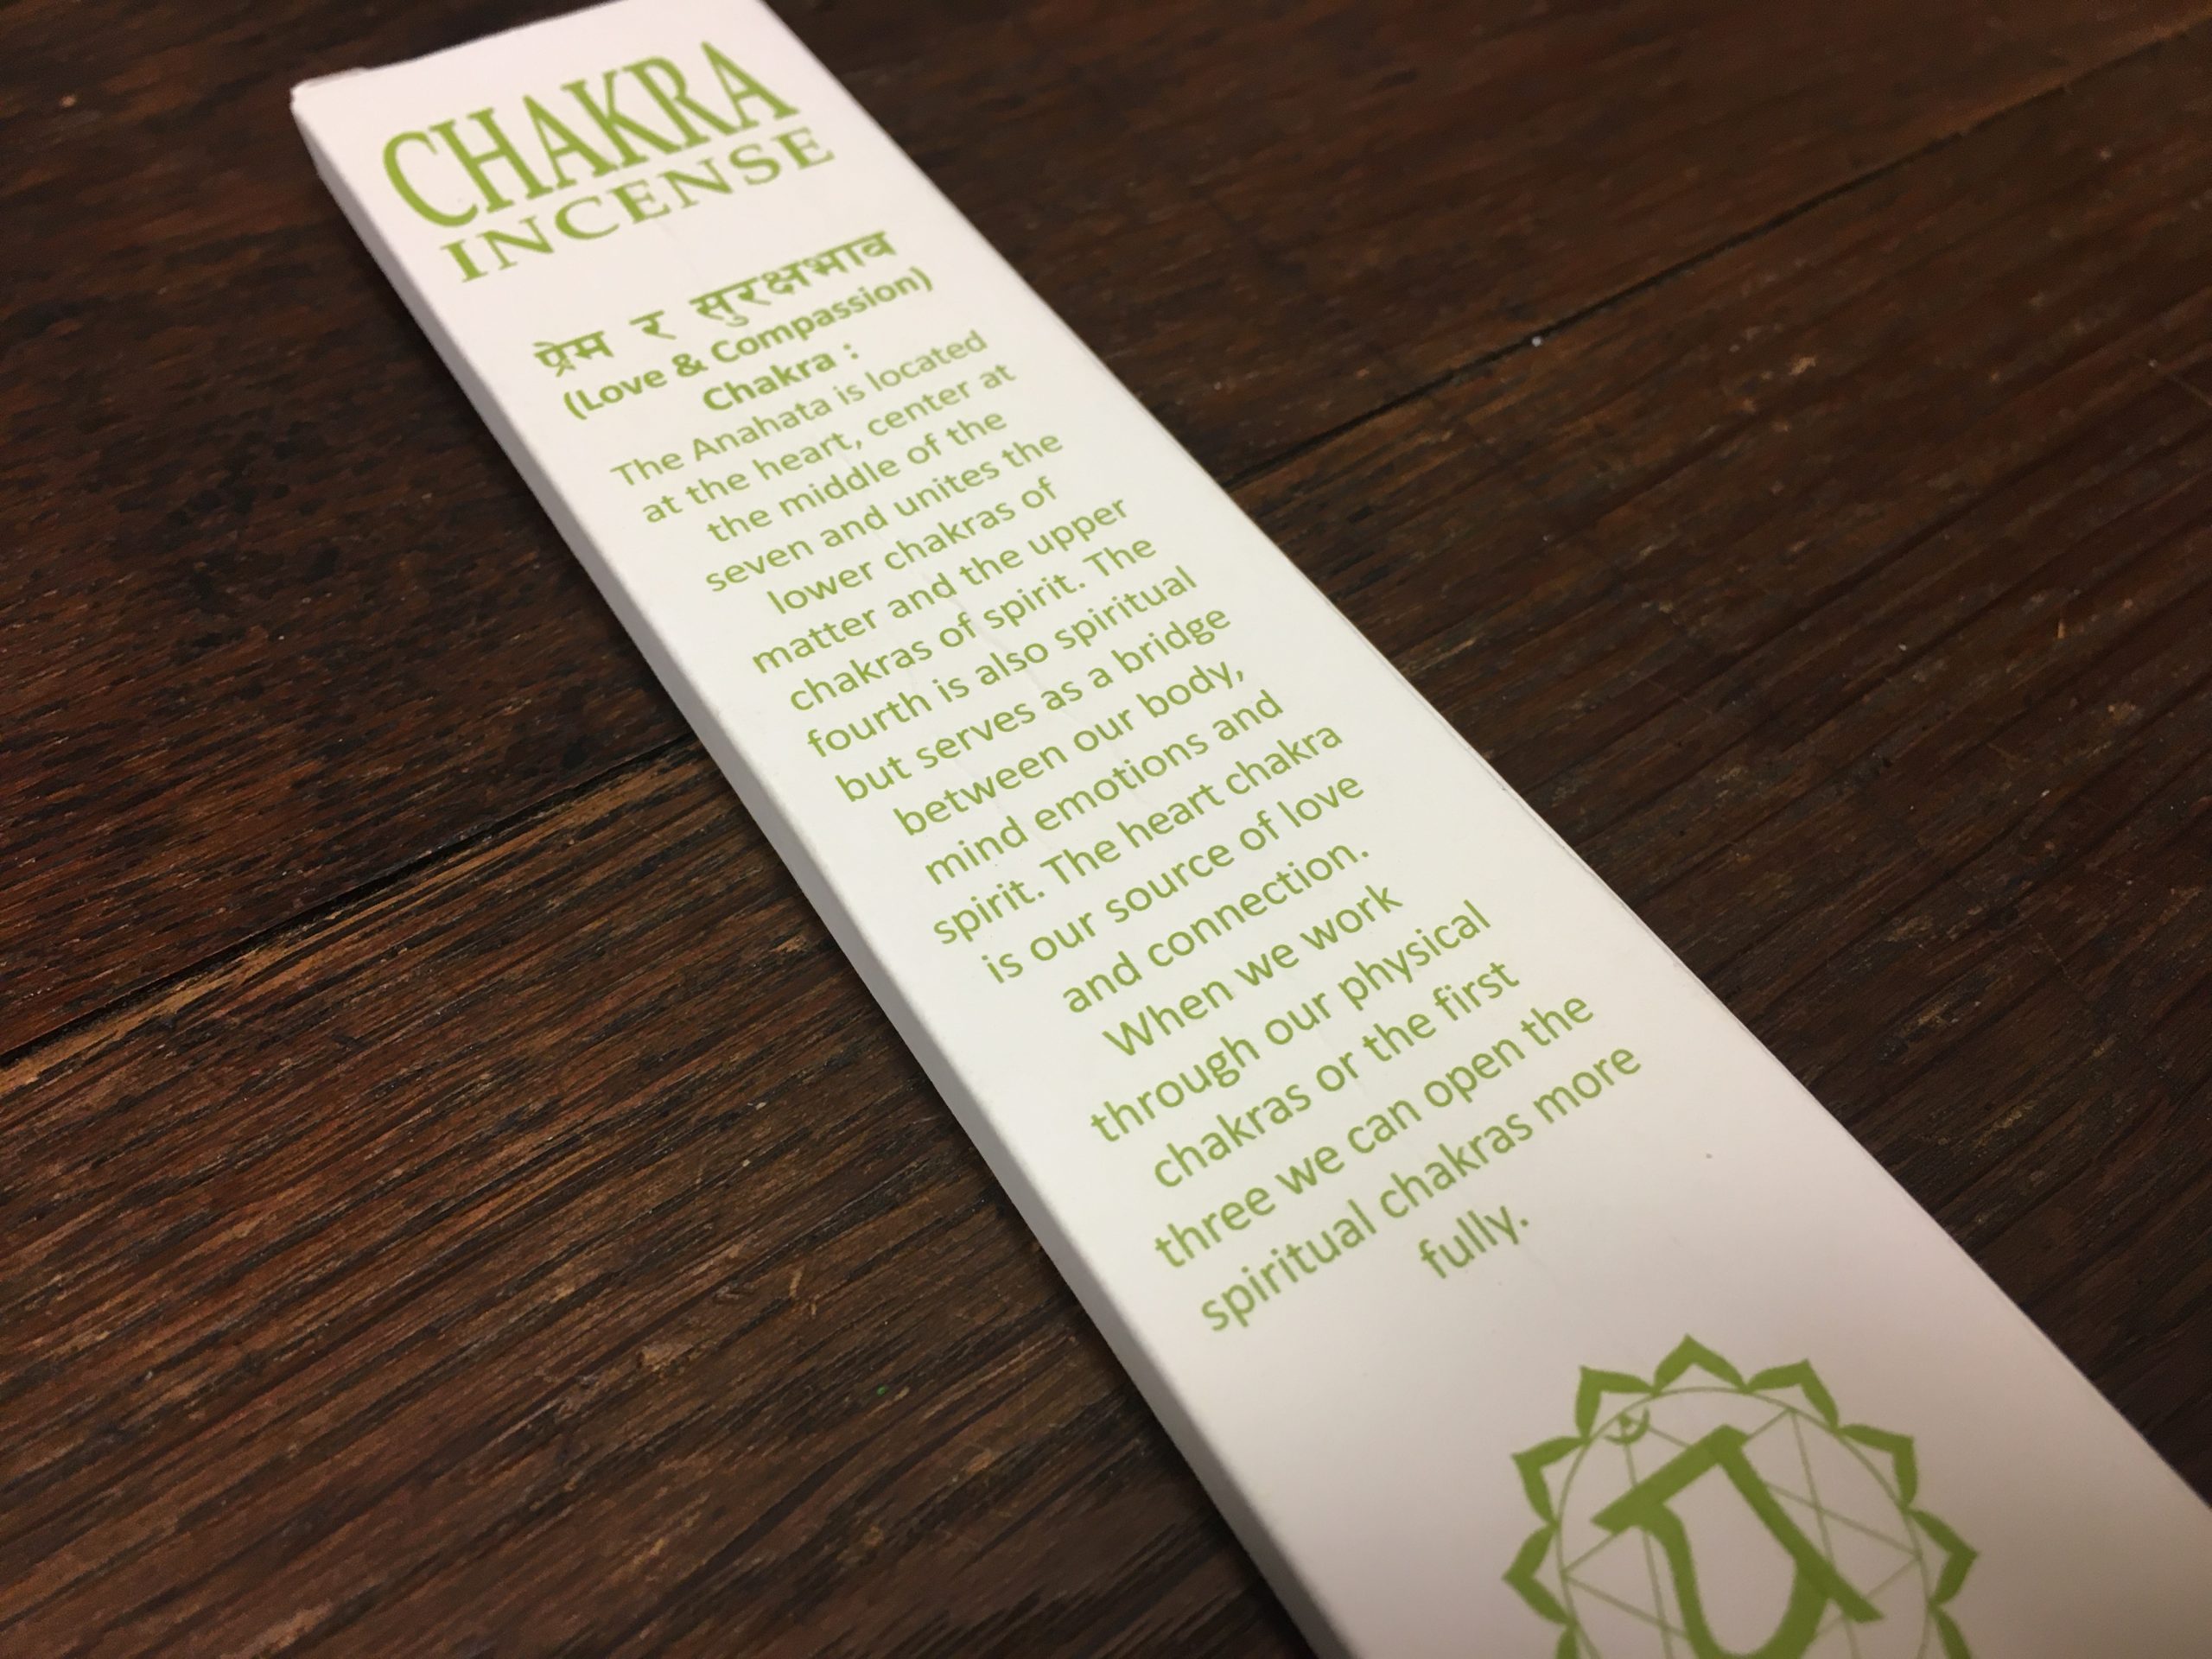 CHAKRA
INCENSE
प्रेम र सुरक्षभाव
(Love & Compassion)
Chakra :
The Anahata is located
at the heart, center at
the middle of the
seven and unites the
lower chakras of
matter and the upper
chakras of spirit. The
fourth is also spiritual
but serves as a bridge
between our body,
mind emotions and
spirit. The heart chakra
is our source of love
and connection.
When we work
through our physical
chakras or the first
three we can open the
spiritual chakras more
fully.